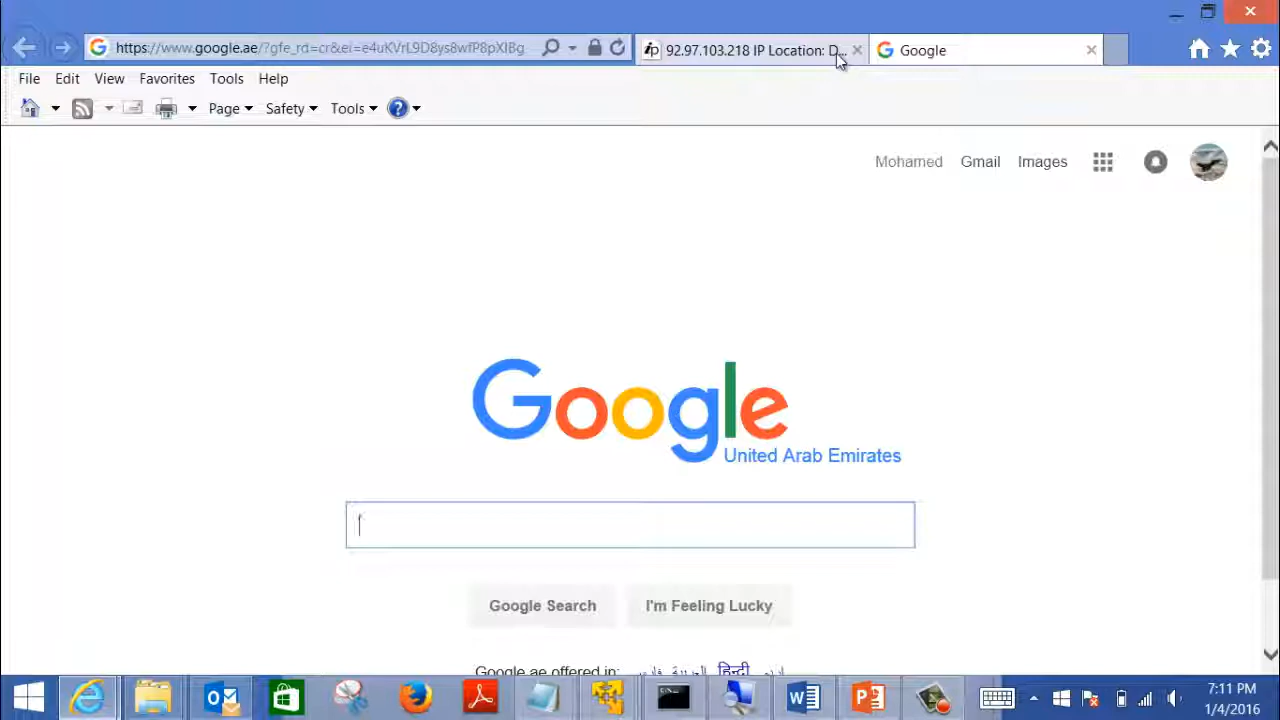 https://www.google.ae/?gfe_rd=cr&ei=e4uKVrL9D8ys8wfP8pXIBg
92.97.103.218 IP Location: D...
Google
File Edit View Favorites Tools Help
Page Safety Tools
Mohamed Gmail Images
Google
United Arab Emirates
Google Search I'm Feeling Lucky
Google.ae offered in: हिन्दी
7:11 PM
1/4/2016